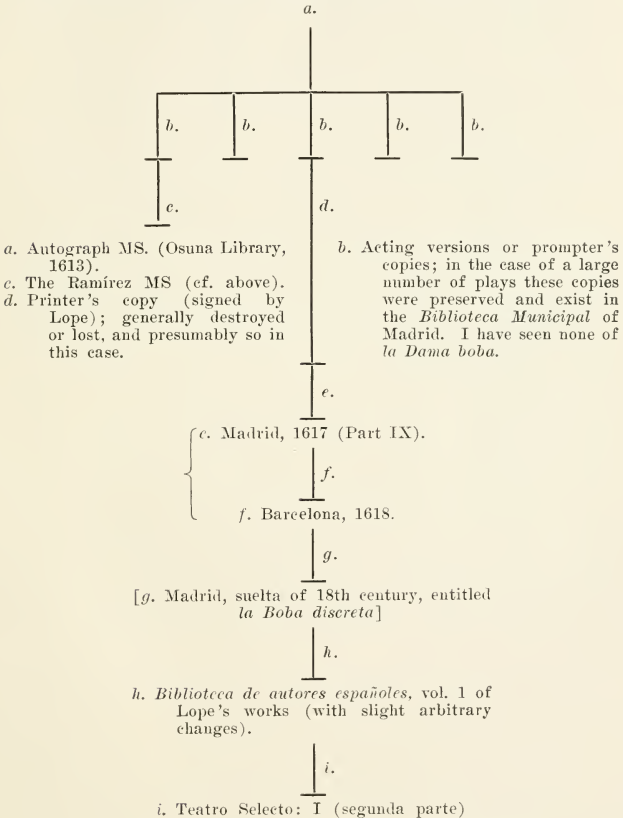 a.
b.
b.
b.
b.
b.
c.
d.
a. Autograph MS. (Osuna Library,
1613).
c. The Ramírez MS (cf. above).
d. Printer's copy (signed by
Lope); generally destroyed
or lost, and presumably so in
this case.
b. Acting versions or prompter's
copies; in the case of a large
number of plays these copies
were preserved and exist in
the Biblioteca Municipal of
Madrid. I have seen none of
la Dama boba.
e.
e. Madrid, 1617 (Part IX).
f.
f. Barcelona, 1618.
g.
[g. Madrid, suelta of 18th century, entitled
la Boba discreta]
h.
h. Biblioteca de autores españoles, vol. 1 of
Lope's works (with slight arbitrary
changes).
i.
i. Teatro Selecto: I (segunda parte)